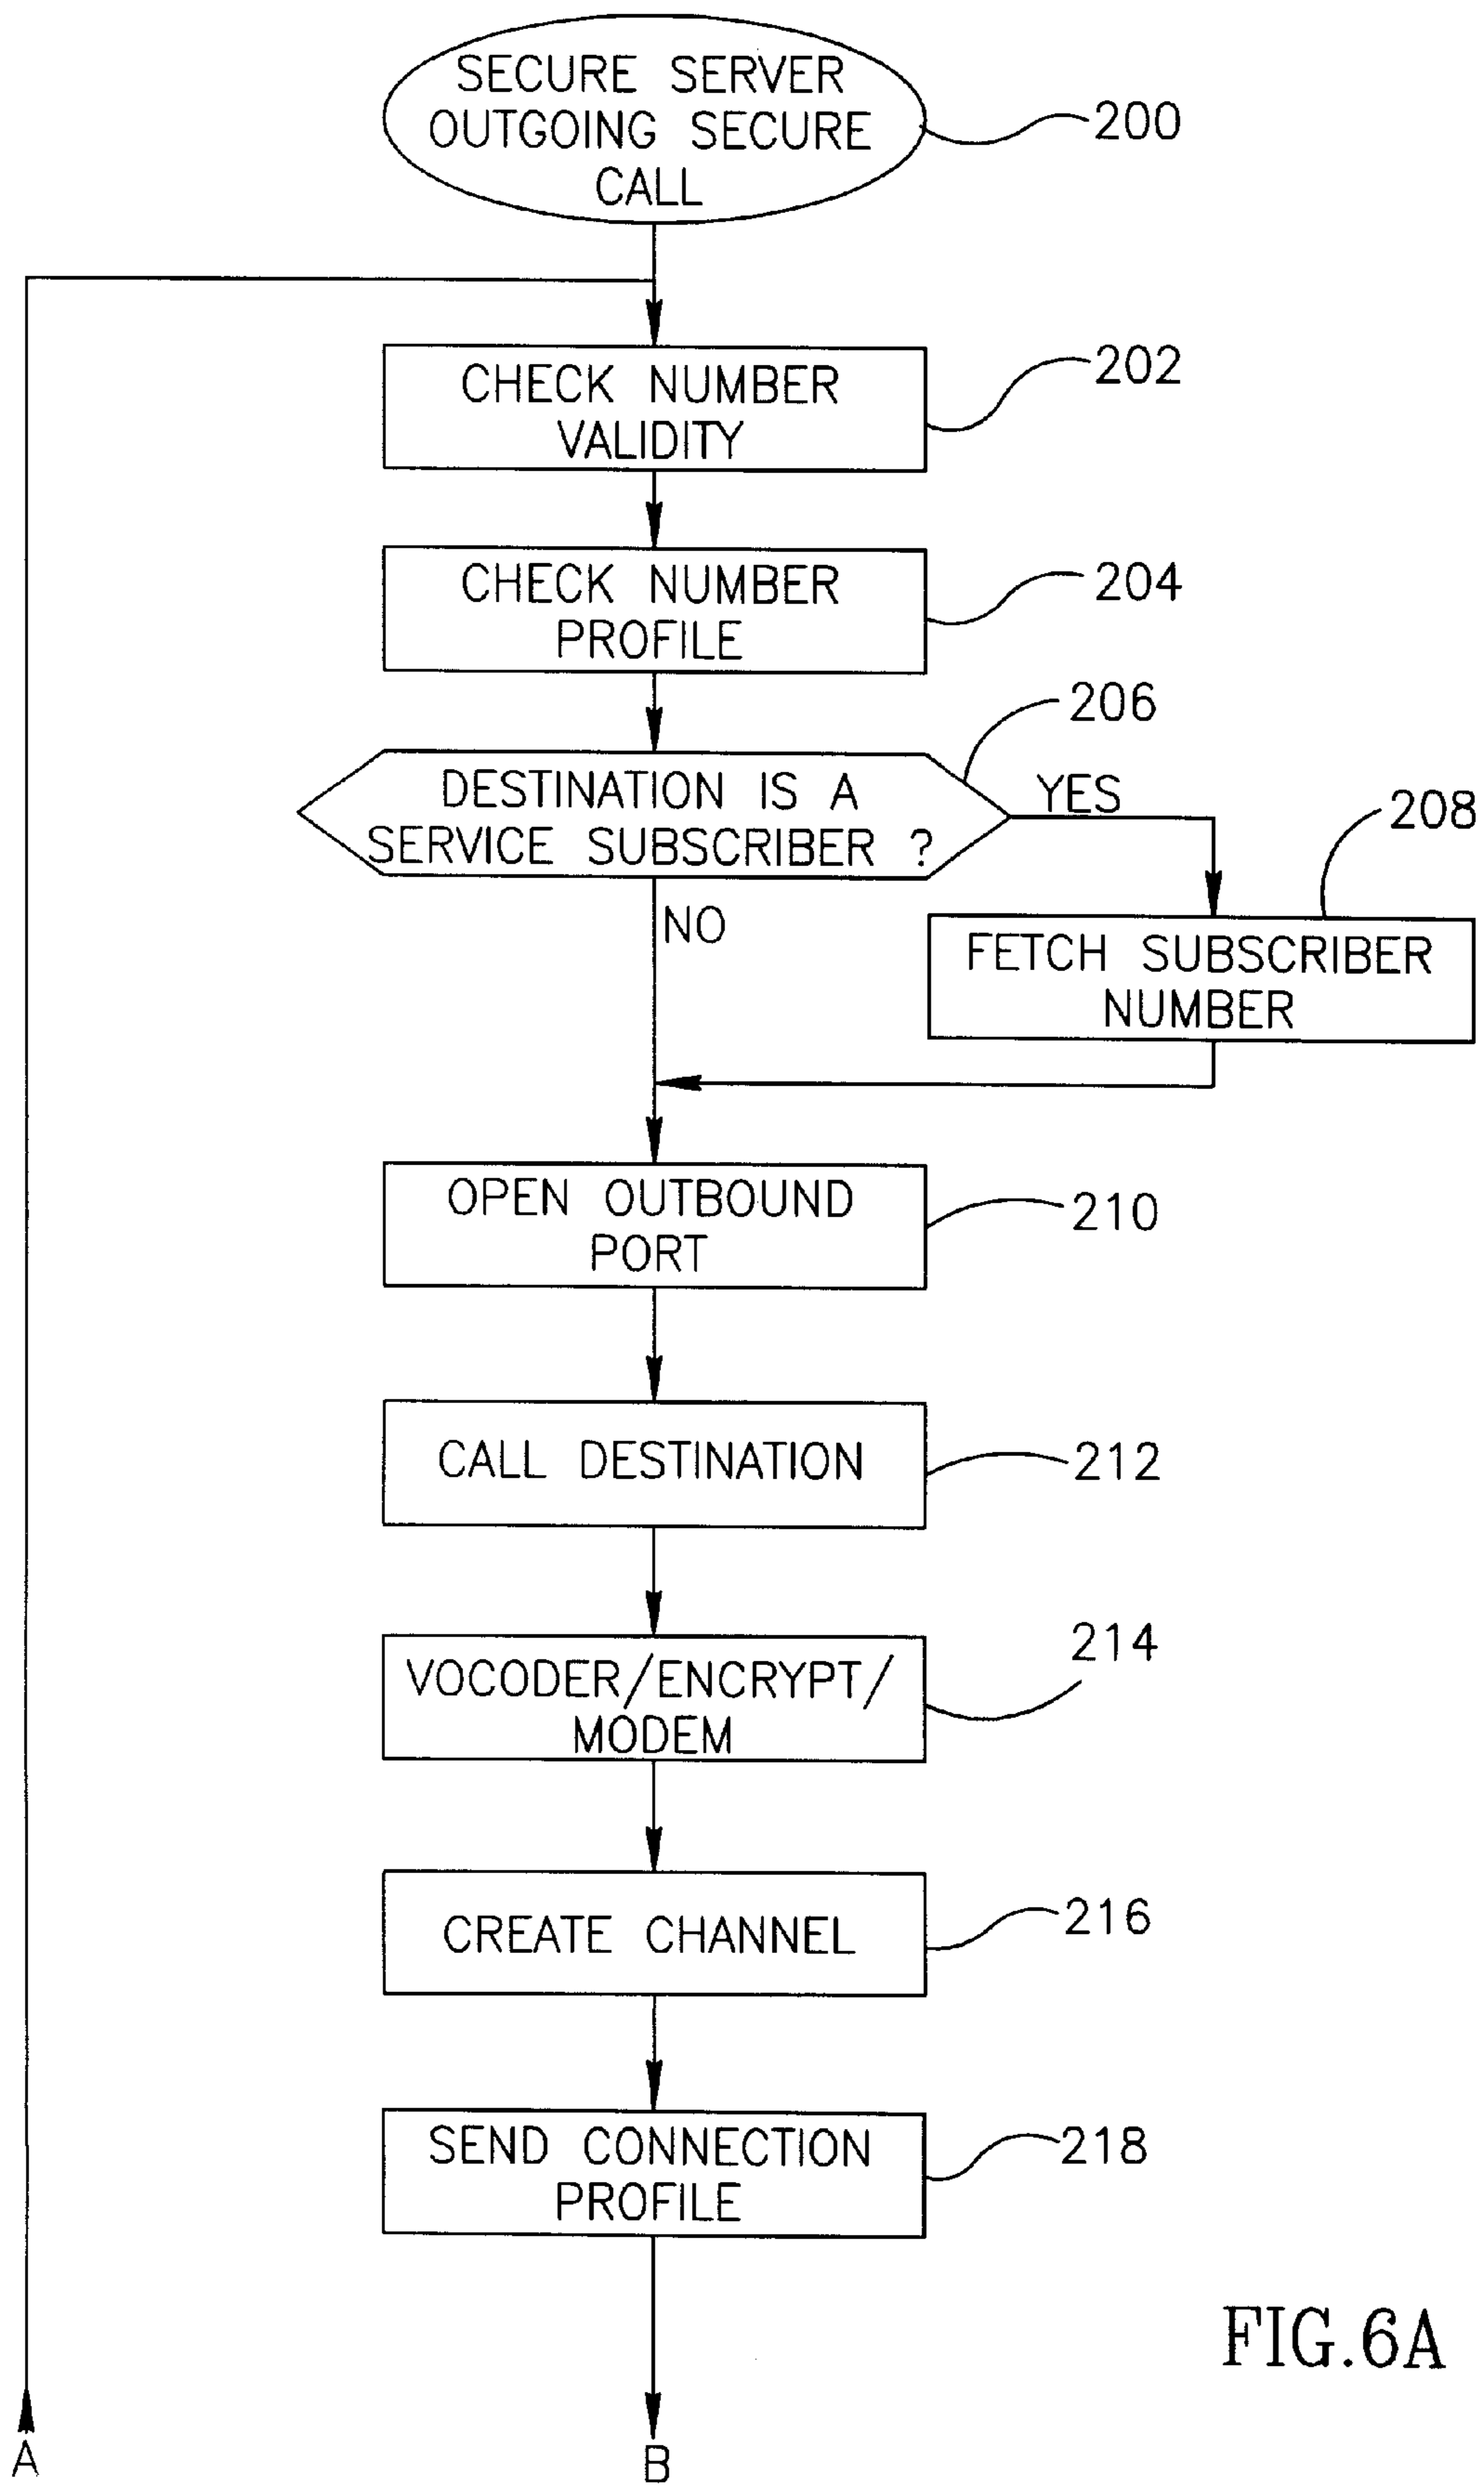 SECURE SERVER
OUTGOING SECURE
CALL
200
CHECK NUMBER
VALIDITY
202
CHECK NUMBER
PROFILE
204
206
DESTINATION IS A
SERVICE SUBSCRIBER ?
YES
208
NO
FETCH SUBSCRIBER
NUMBER
OPEN OUTBOUND
PORT
210
CALL DESTINATION
212
VOCODER/ENCRYPT/
MODEM
214
CREATE CHANNEL
216
SEND CONNECTION
PROFILE
218
FIG.6A
A
B